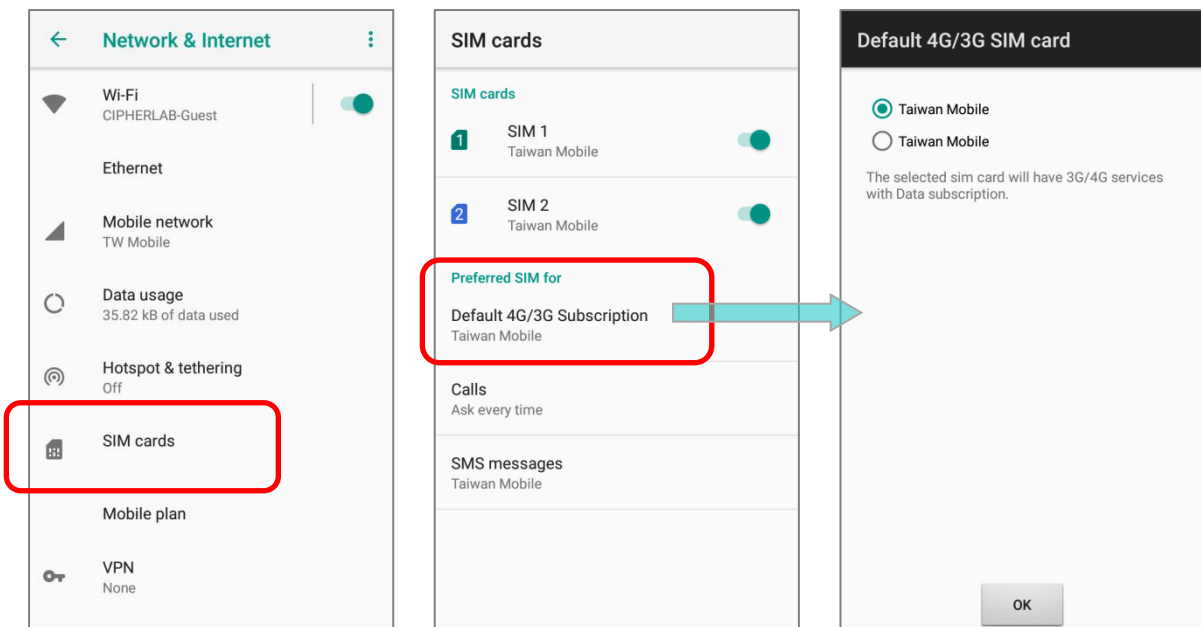 Network & Internet
Wi-Fi
CIPHERLAB-Guest
Ethernet
Mobile network
TW Mobile
Data usage
35.82 kB of data used
Hotspot & tethering
Off
SIM cards
Mobile plan
VPN
None
SIM cards
SIM cards
1
SIM 1
Taiwan Mobile
2
SIM 2
Taiwan Mobile
Preferred SIM for
Default 4G/3G Subscription
Taiwan Mobile
Calls
Ask every time
SMS messages
Taiwan Mobile
Default 4G/3G SIM card
Taiwan Mobile
Taiwan Mobile
The selected sim card will have 3G/4G services
with Data subscription.
OK